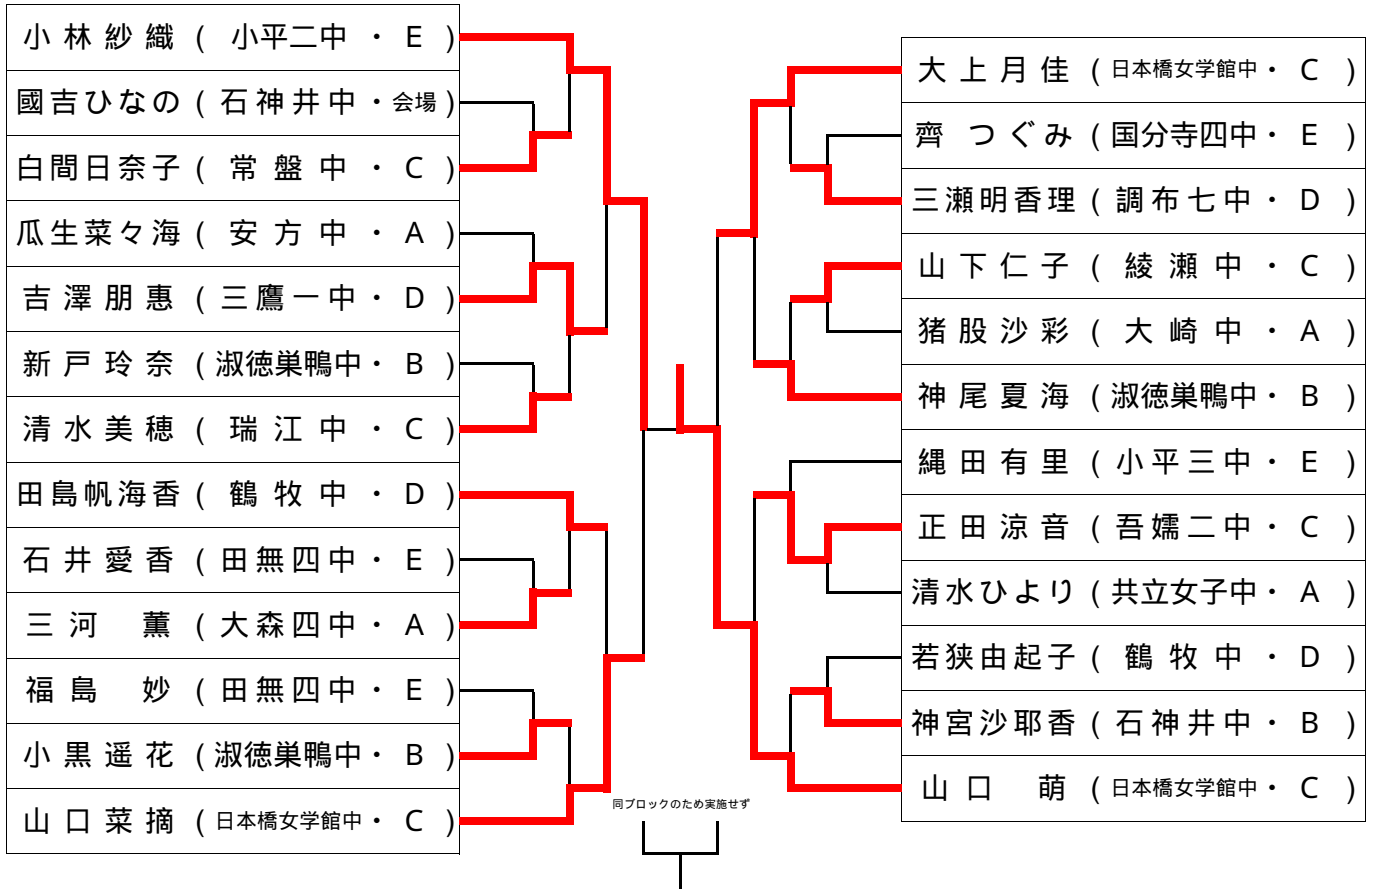 小林紗織 ( 小平二中 ・ E )
國吉ひなの ( 石神井中 ・ 会場 )
白間日奈子 ( 常盤中 ・ C )
瓜生菜々海 ( 安方中 ・ A )
吉澤朋惠 ( 三鷹一中 ・ D )
新戸玲奈 ( 淑徳巣鴨中 ・ B )
清水美穂 ( 瑞江中 ・ C )
田島帆海香 ( 鶴牧中 ・ D )
石井愛香 ( 田無四中 ・ E )
三河 薫 ( 大森四中 ・ A )
福島 妙 ( 田無四中 ・ E )
小黒遥花 ( 淑徳巣鴨中 ・ B )
山口菜摘 ( 日本橋女学館中 ・ C )
大上月佳 ( 日本橋女学館中 ・ C )
齊 つぐみ ( 国分寺四中 ・ E )
三瀬明香理 ( 調布七中 ・ D )
山下仁子 ( 綾瀬中 ・ C )
猪股沙彩 ( 大崎中 ・ A )
神尾夏海 ( 淑徳巣鴨中 ・ B )
縄田有里 ( 小平三中 ・ E )
正田涼音 ( 吾嬬二中 ・ C )
清水ひより ( 共立女子中 ・ A )
若狭由起子 ( 鶴牧中 ・ D )
神宮沙耶香 ( 石神井中 ・ B )
山口 萌 ( 日本橋女学館中 ・ C )
同ブロックのため実施せず